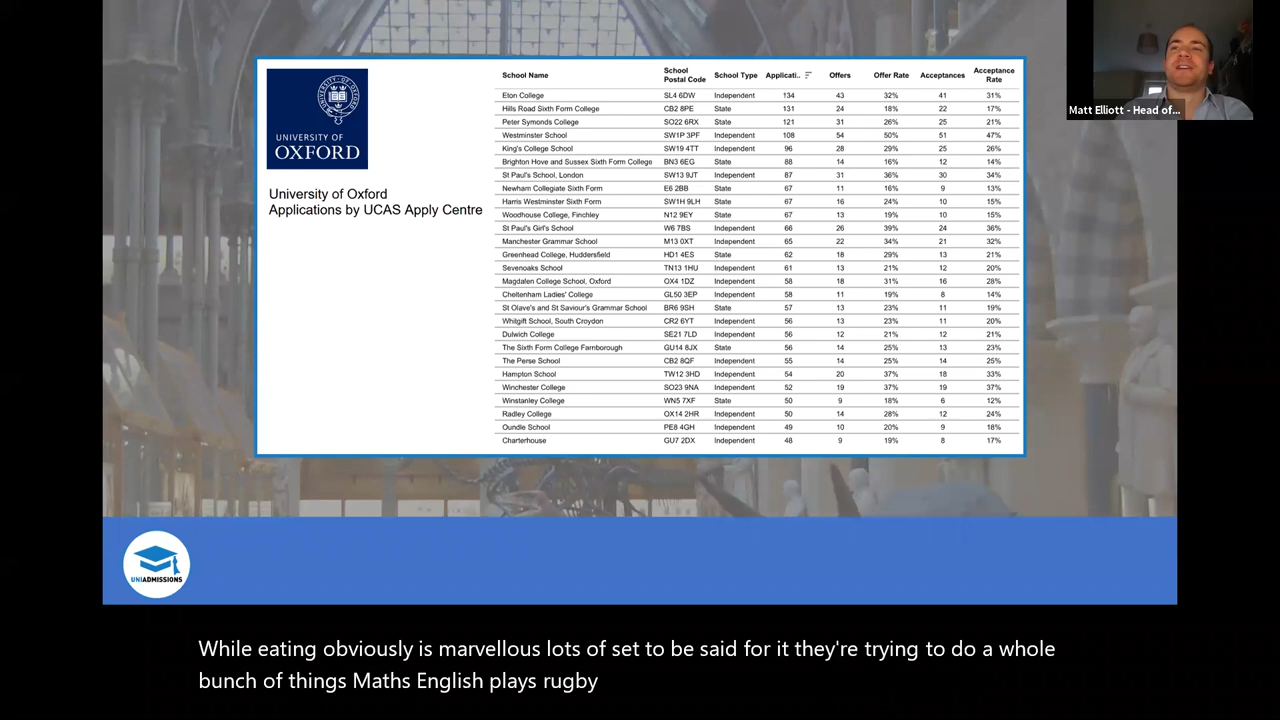 UNIVERSITY OF
OXFORD
University of Oxford
Applications by UCAS Apply Centre
School Name School Postal Code School Type Applicati.. Offers Offer Rate Acceptances Acceptance Rate
Eton College SL4 6DW Independent 134 43 32% 41 31%
Hills Road Sixth Form College CB2 8PE State 131 24 18% 22 17%
Peter Symonds College SO22 6RX State 121 31 26% 25 21%
Westminster School SW1P 3PF Independent 108 54 50% 51 47%
King's College School SW19 4TT Independent 96 28 29% 25 26%
Brighton Hove and Sussex Sixth Form College BN3 6EG State 88 14 16% 12 14%
St Paul's School, London SW13 9JT Independent 87 31 36% 30 34%
Newham Collegiate Sixth Form E6 2BB State 67 11 16% 9 13%
Harris Westminster Sixth Form SW1H 9LH State 67 16 24% 10 15%
Woodhouse College, Finchley N12 9EY State 67 13 19% 10 15%
St Paul's Girl's School W6 7BS Independent 66 26 39% 24 36%
Manchester Grammar School M13 0XT Independent 65 22 34% 21 32%
Greenhead College, Huddersfield HD1 4ES State 62 18 29% 13 21%
Sevenoaks School TN13 1HU Independent 61 13 21% 12 20%
Magdalen College School, Oxford OX4 1DZ Independent 58 18 31% 16 28%
Cheltenham Ladies' College GL50 3EP Independent 58 11 19% 8 14%
St Olave's and St Saviour's Grammar School BR6 9SH State 57 13 23% 11 19%
Whitgift School, South Croydon CR2 6YT Independent 56 13 23% 11 20%
Dulwich College SE21 7LD Independent 56 12 21% 12 21%
The Sixth Form College Farnborough GU14 8JX State 56 14 25% 13 23%
The Perse School CB2 8QF Independent 55 14 25% 14 25%
Hampton School TW12 3HD Independent 54 20 37% 18 33%
Winchester College SO23 9NA Independent 52 19 37% 19 37%
Winstanley College WN5 7XF State 50 9 18% 6 12%
Radley College OX14 2HR Independent 50 14 28% 12 24%
Oundle School PE8 4GH Independent 49 10 20% 9 18%
Charterhouse GU7 2DX Independent 48 9 19% 8 17%
Matt Elliott - Head of...
UNIADMISSIONS
While eating obviously is marvellous lots of set to be said for it they're trying to do a whole
bunch of things Maths English plays rugby